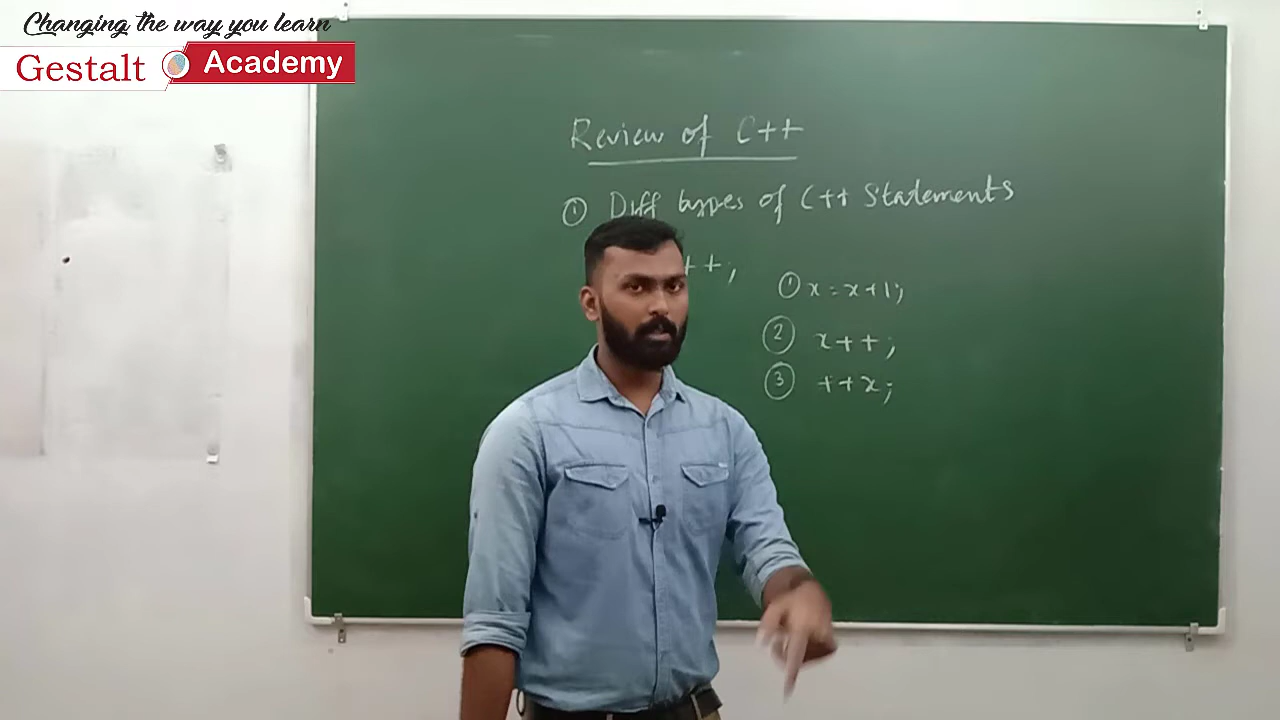 Changing the way you learn
Gestalt Academy
Review of C++
① Diff types of C++ Statements
++;
① x = x+1;
② x++;
③ ++x;